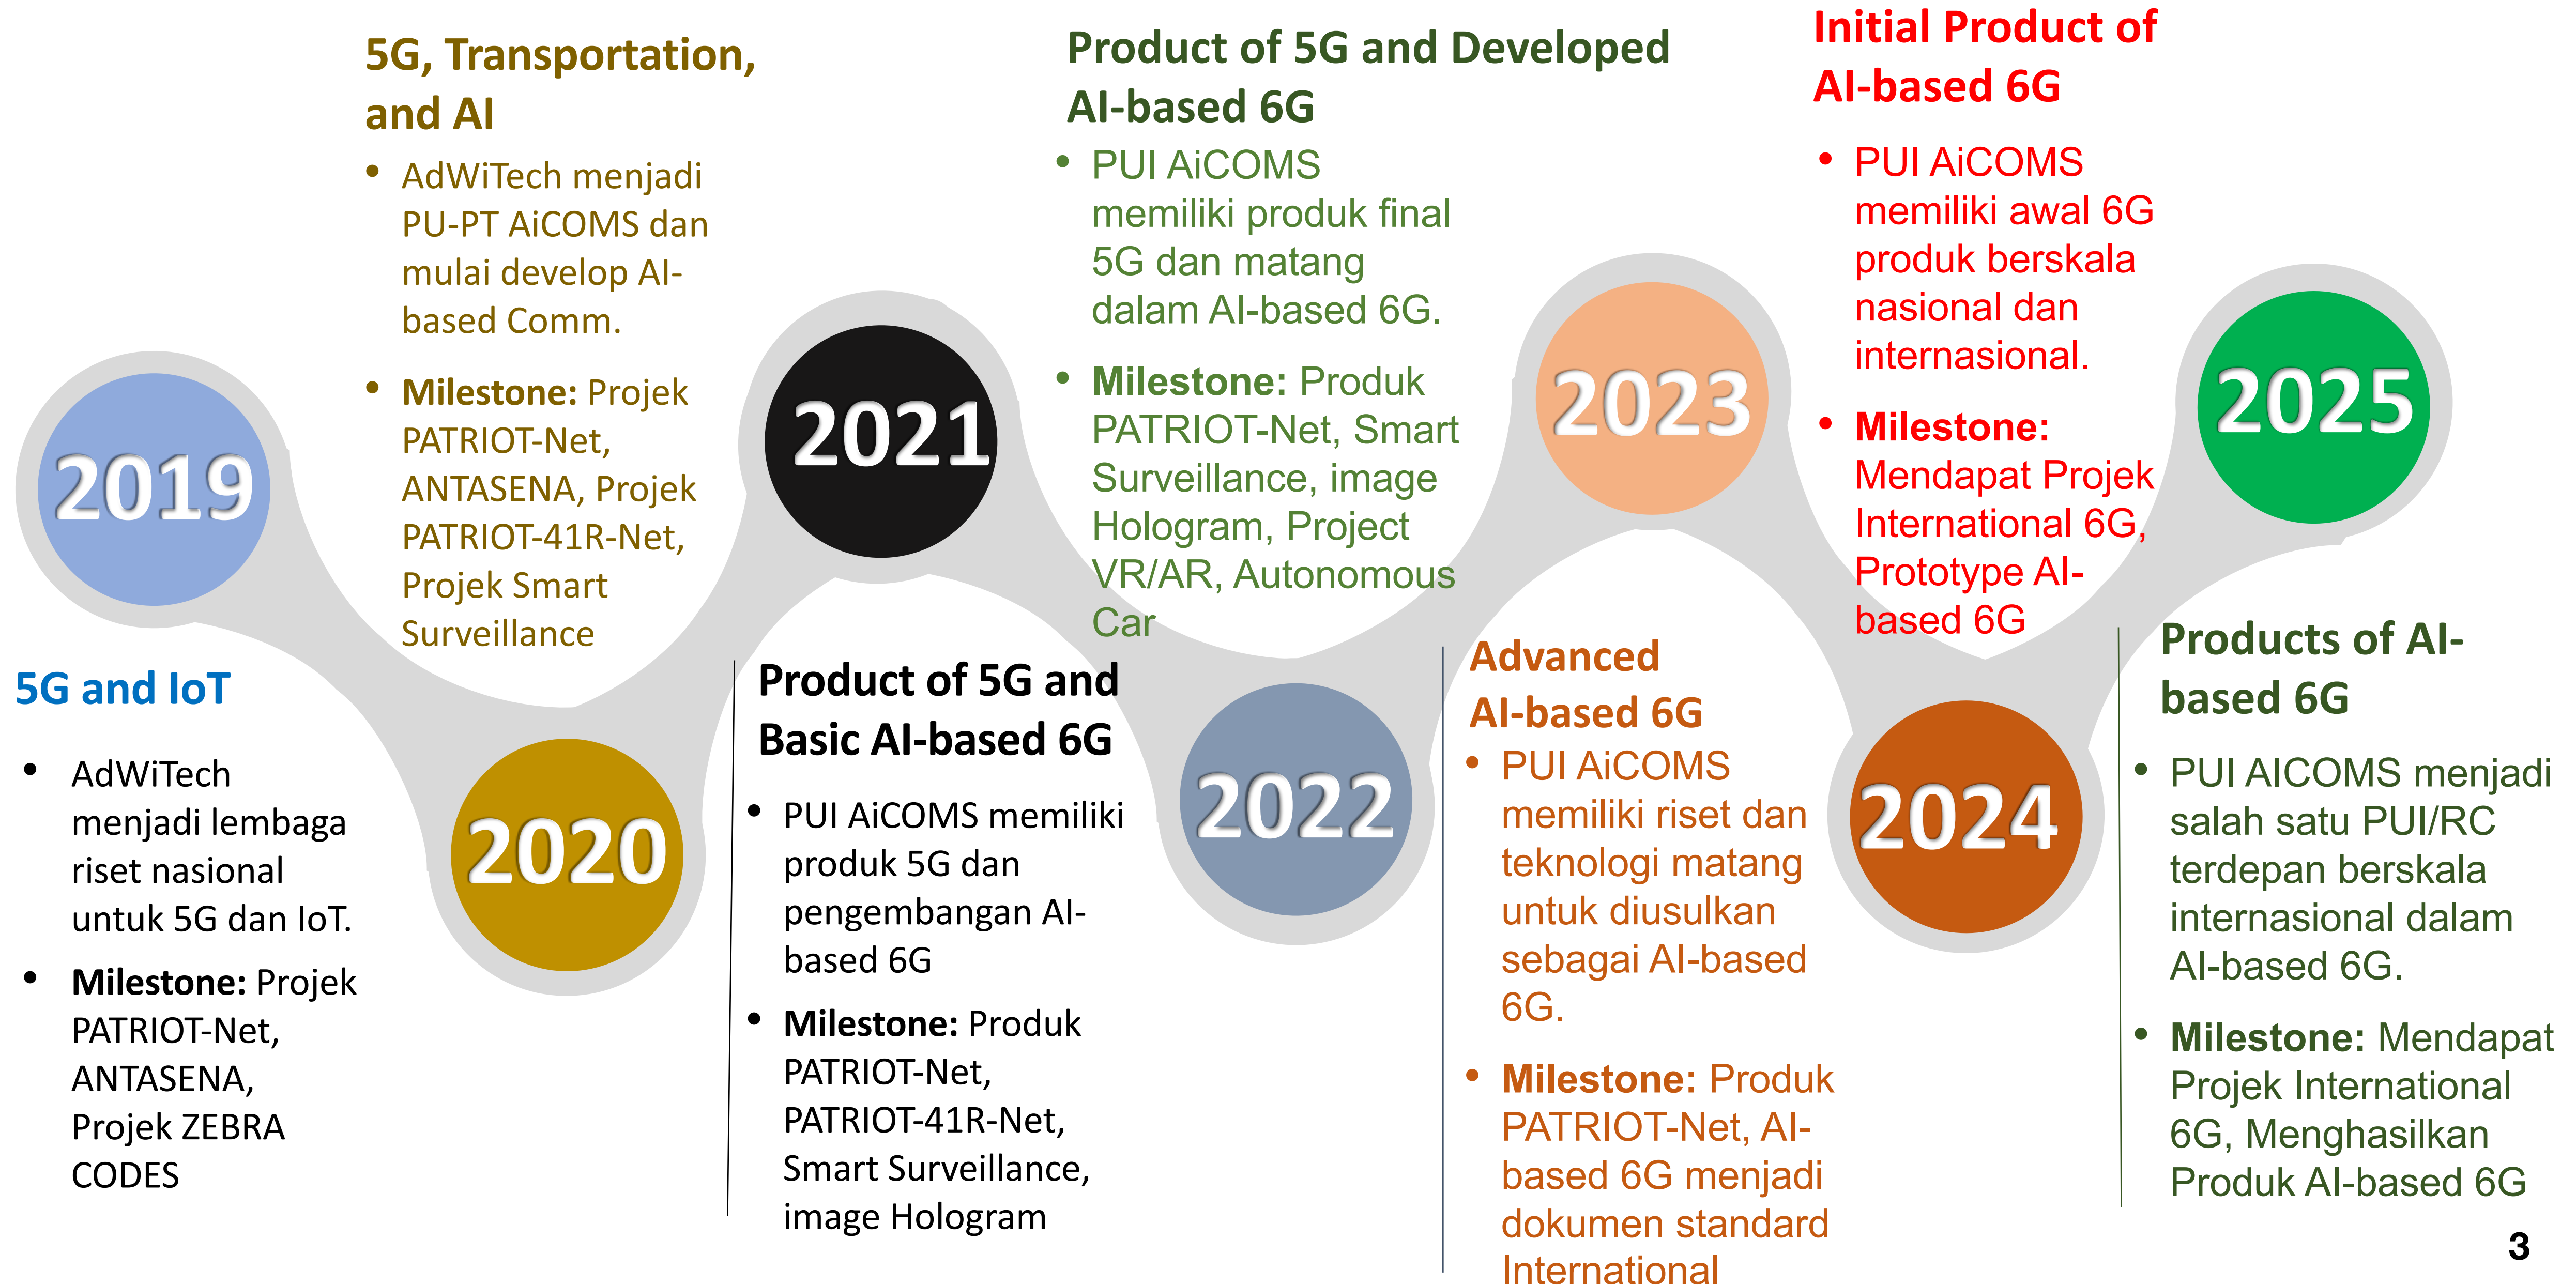 2019
5G and IoT
• AdWiTech
menjadi lembaga
riset nasional
untuk 5G dan IoT.
• Milestone: Projek
PATRIOT-Net,
ANTASENA,
Projek ZEBRA
CODES
5G, Transportation,
and AI
• AdWiTech menjadi
PU-PT AiCOMS dan
mulai develop AI-
based Comm.
• Milestone: Projek
PATRIOT-Net,
ANTASENA, Projek
PATRIOT-41R-Net,
Projek Smart
Surveillance
2020
2021
Product of 5G and
Basic AI-based 6G
• PUI AiCOMS memiliki
produk 5G dan
pengembangan AI-
based 6G
• Milestone: Produk
PATRIOT-Net,
PATRIOT-41R-Net,
Smart Surveillance,
image Hologram
Product of 5G and Developed
AI-based 6G
• PUI AiCOMS
memiliki produk final
5G dan matang
dalam AI-based 6G.
• Milestone: Produk
PATRIOT-Net, Smart
Surveillance, image
Hologram, Project
VR/AR, Autonomous
Car
2022
2023
Advanced
AI-based 6G
• PUI AiCOMS
memiliki riset dan
teknologi matang
untuk diusulkan
sebagai AI-based
6G.
• Milestone: Produk
PATRIOT-Net, AI-
based 6G menjadi
dokumen standard
International
Initial Product of
AI-based 6G
• PUI AiCOMS
memiliki awal 6G
produk berskala
nasional dan
internasional.
• Milestone:
Mendapat Projek
International 6G,
Prototype AI-
based 6G
2024
2025
Products of AI-
based 6G
• PUI AICOMS menjadi
salah satu PUI/RC
terdepan berskala
internasional dalam
AI-based 6G.
• Milestone: Mendapat
Projek International
6G, Menghasilkan
Produk AI-based 6G
3